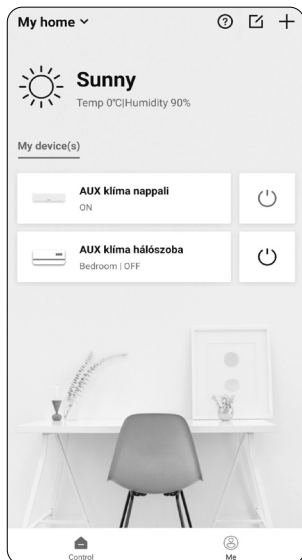 My home
Sunny
Temp 0°C|Humidity 90%
My device(s)
AUX klíma nappali
ON
AUX klíma hálószoba
Bedroom | OFF
Control
Me